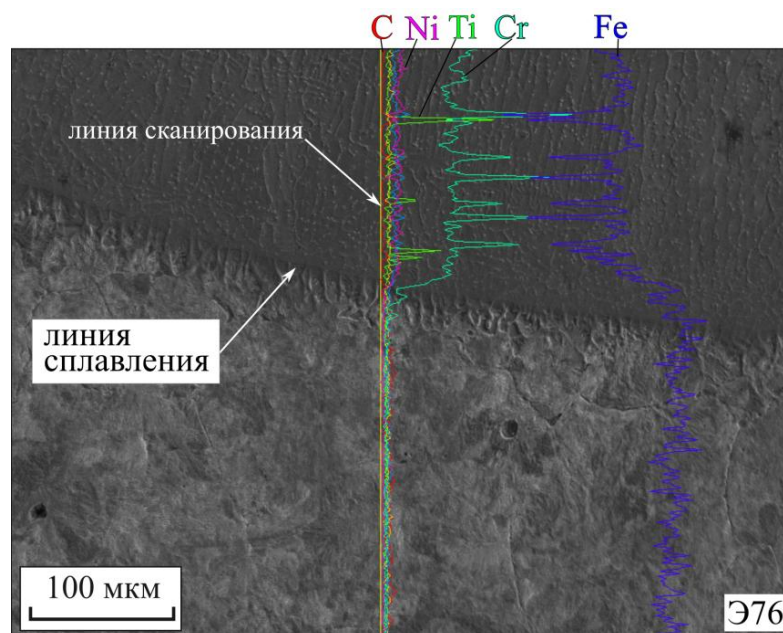 C Ni Ti Cr Fe
линия сканирования
линия
сплавления
100 мкм
Э76